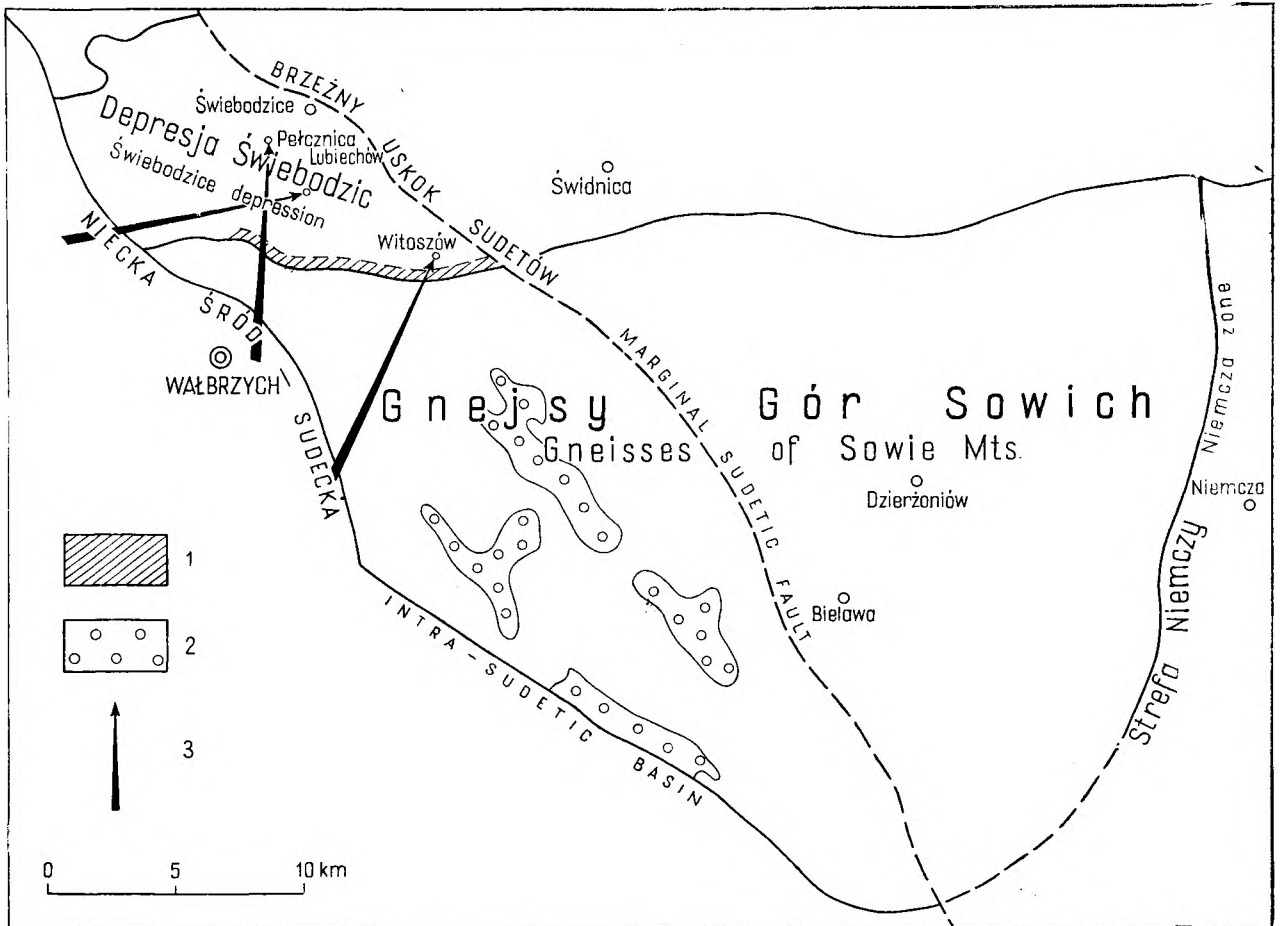 BRZEŻNY USKOK SUDETÓW
Świebodzice
Depresja Świebodzic
Pełcznica
Lubiechów
Świebodzice depression
Świdnica
NIECKA ŚRÓD – SUDECKA
Witoszów
WAŁBRZYCH
MARGINAL SUDETIC FAULT
Gnejsy Gór Sowich
Gneisses of Sowie Mts.
Dzierżoniów
Niemcza
Strefa Niemczy
Niemcza zone
Bielawa
INTRA – SUDETIC BASIN
1
2
3
0 5 10 km